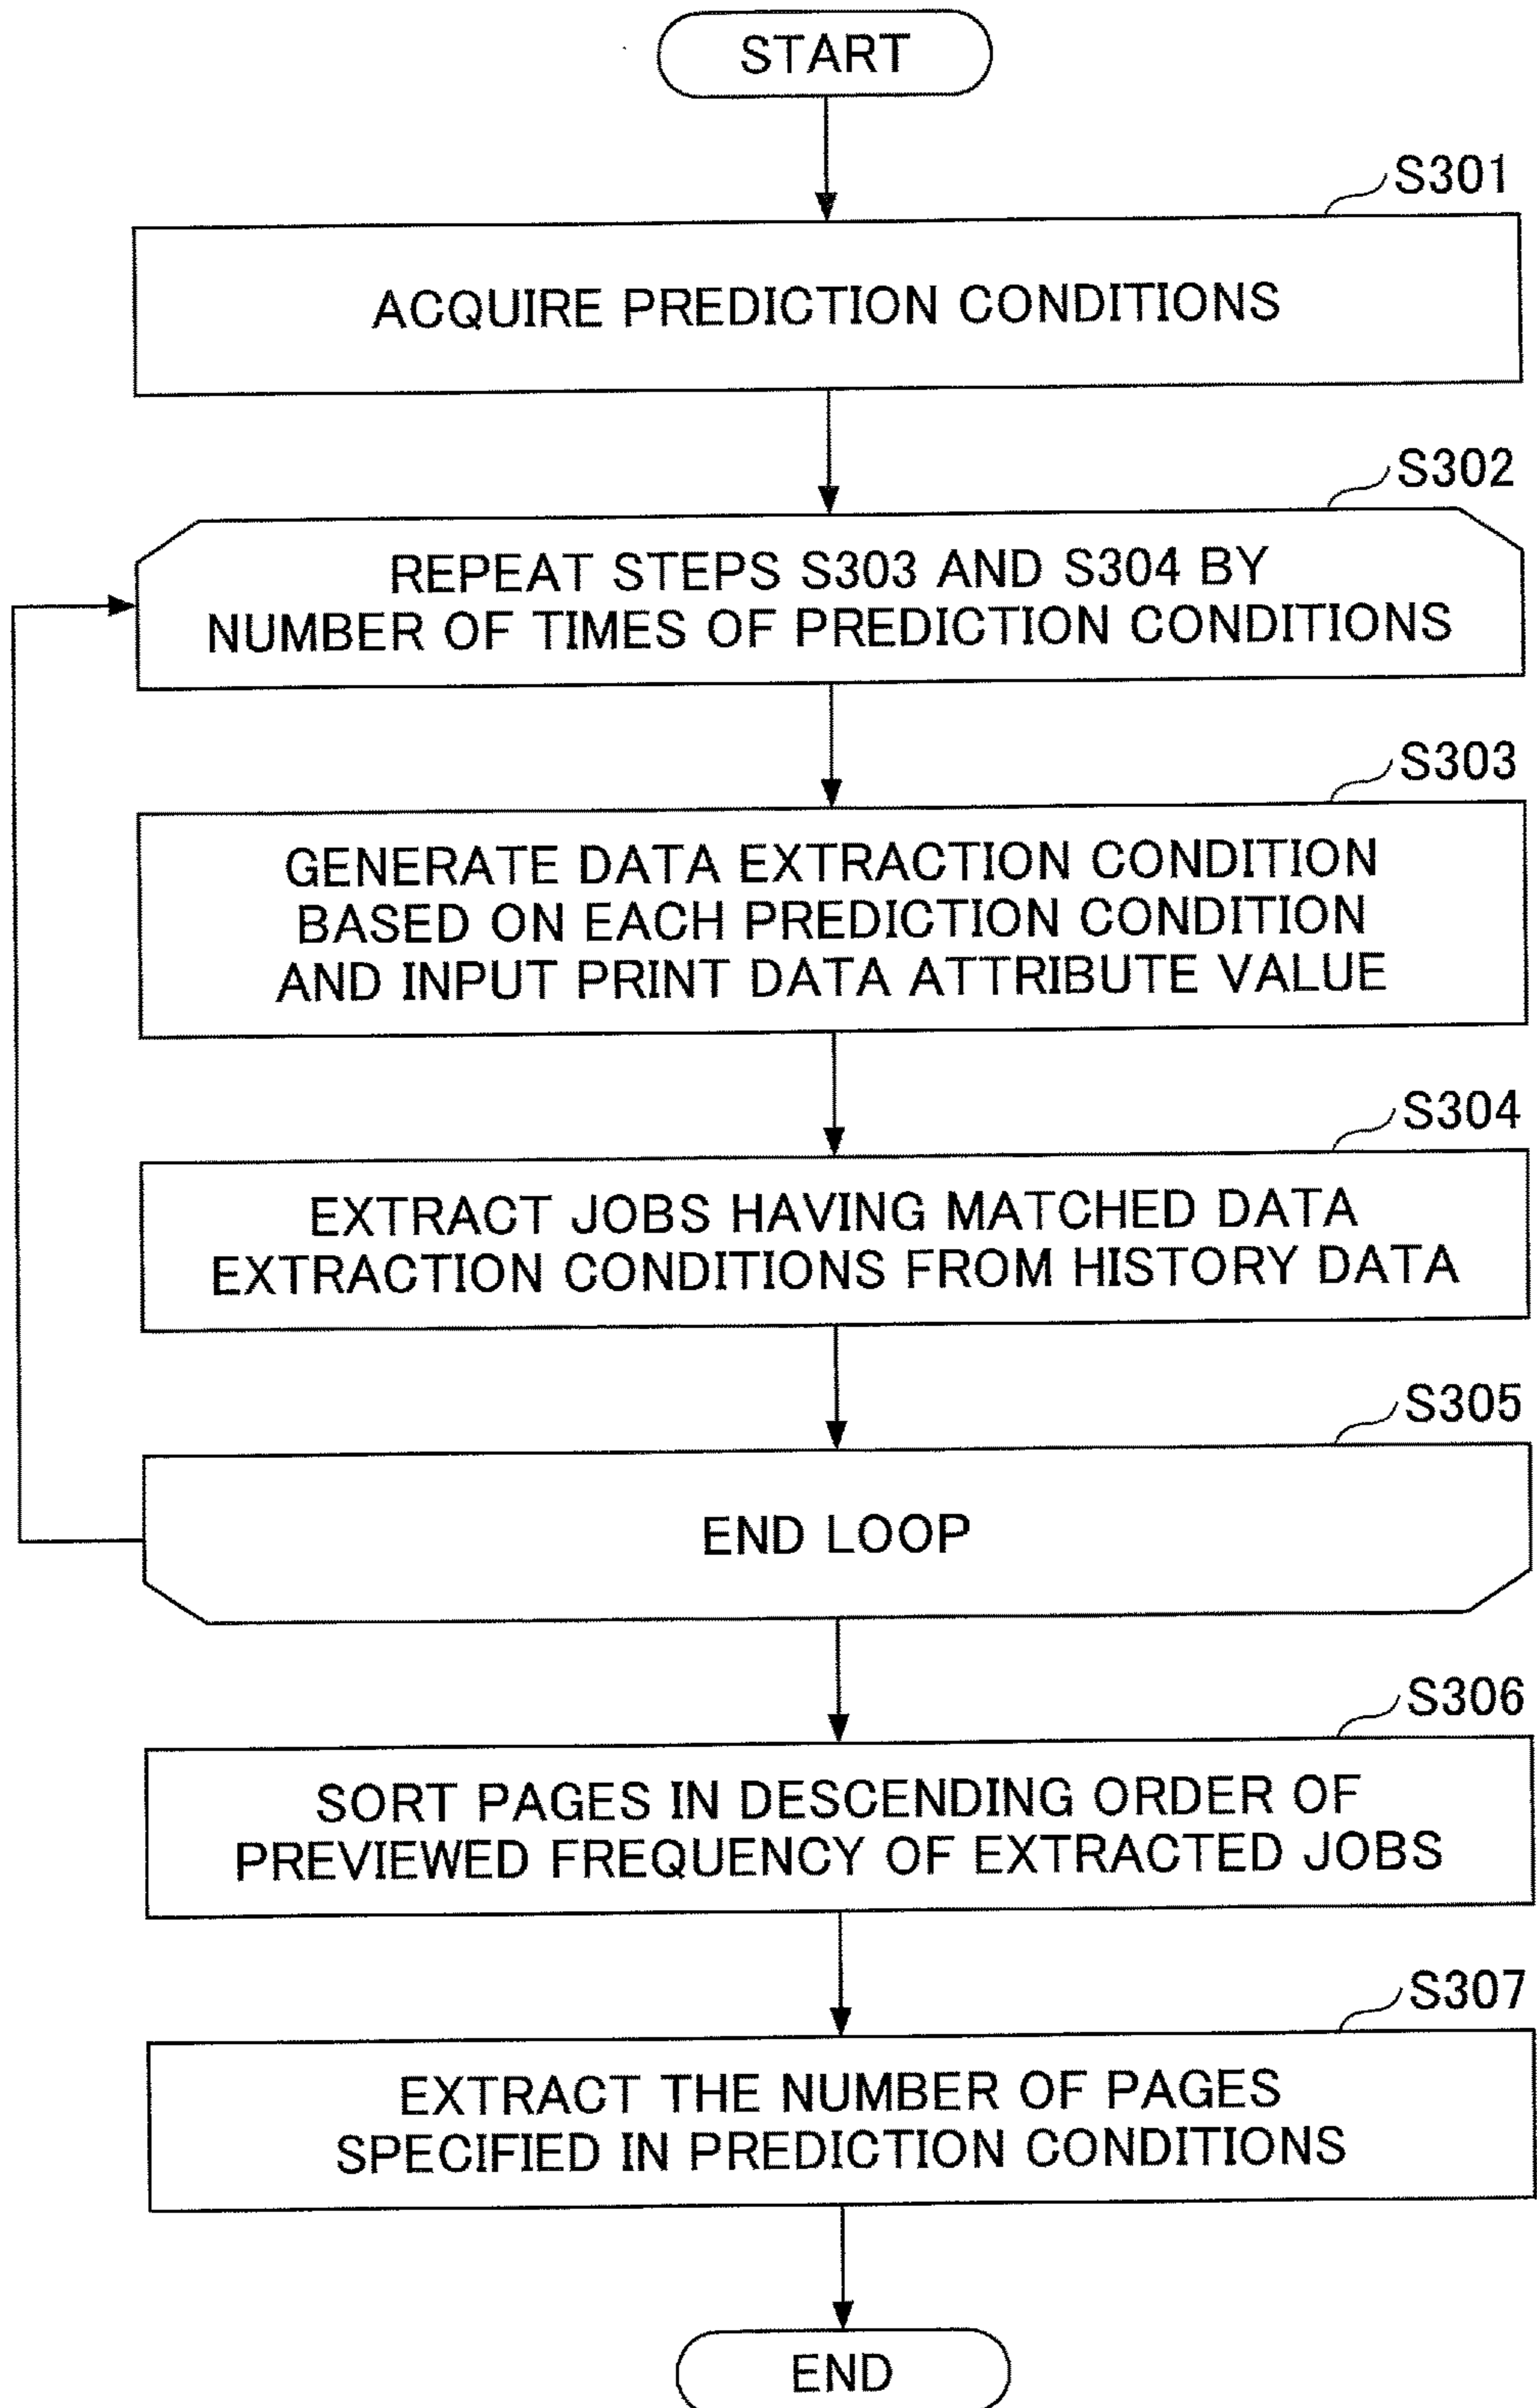 START
S301
ACQUIRE PREDICTION CONDITIONS
S302
REPEAT STEPS S303 AND S304 BY
NUMBER OF TIMES OF PREDICTION CONDITIONS
S303
GENERATE DATA EXTRACTION CONDITION
BASED ON EACH PREDICTION CONDITION
AND INPUT PRINT DATA ATTRIBUTE VALUE
S304
EXTRACT JOBS HAVING MATCHED DATA
EXTRACTION CONDITIONS FROM HISTORY DATA
S305
END LOOP
S306
SORT PAGES IN DESCENDING ORDER OF
PREVIEWED FREQUENCY OF EXTRACTED JOBS
S307
EXTRACT THE NUMBER OF PAGES
SPECIFIED IN PREDICTION CONDITIONS
END